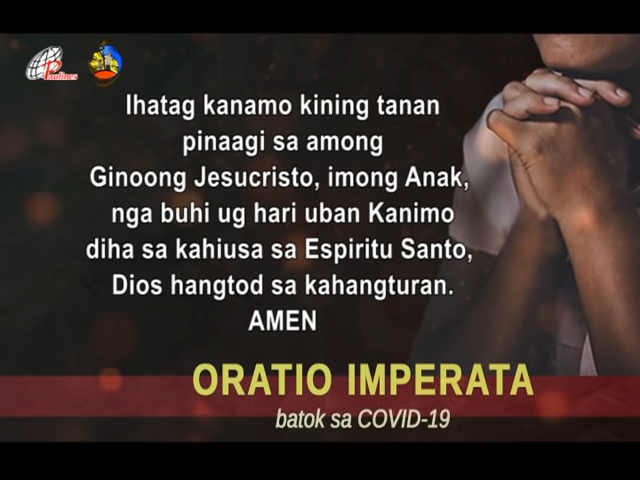 Paulines
Ihatag kanamo kining tanan
pinaagi sa among
Ginoong Jesucristo, imong Anak,
nga buhi ug hari uban Kanimo
diha sa kahiusa sa Espiritu Santo,
Dios hangtod sa kahangturan.
AMEN
ORATIO IMPERATA
batok sa COVID-19